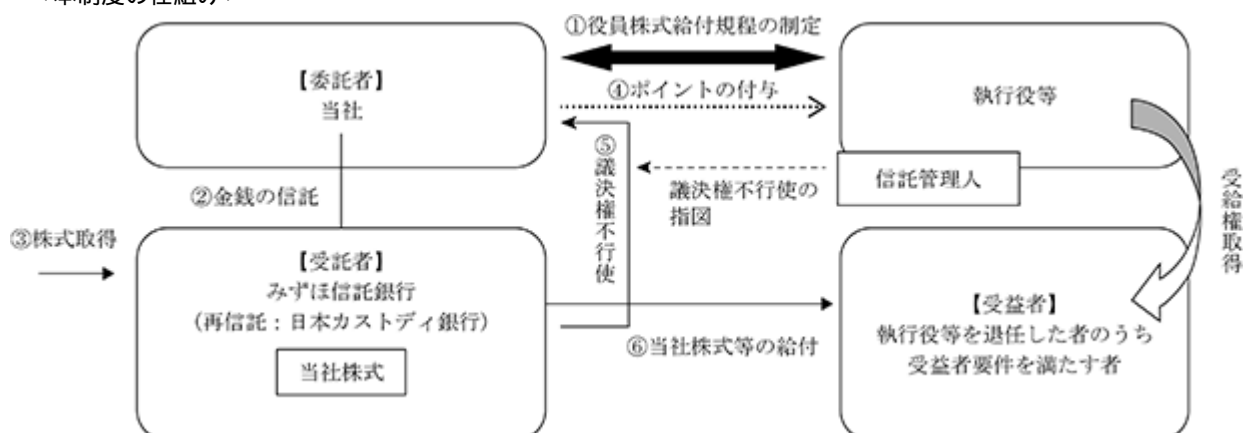 ＜本制度の仕組み＞
①役員株式給付規程の制定
【委託者】
当社
④ポイントの付与
執行役等
⑤議決権不行使
議決権不行使の
指図
信託管理人
受給権取得
②金銭の信託
③株式取得
【受託者】
みずほ信託銀行
（再信託：日本カストディ銀行）
当社株式
⑥当社株式等の給付
【受益者】
執行役等を退任した者のうち
受益者要件を満たす者